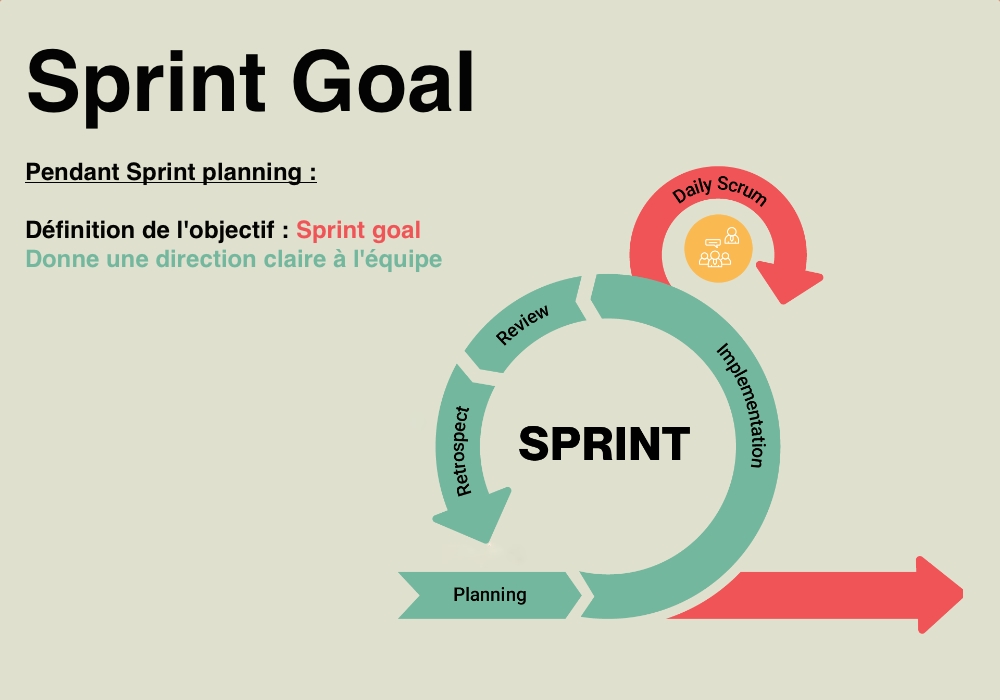 Sprint Goal
Pendant Sprint planning :
Définition de l'objectif : Sprint goal
Donne une direction claire à l'équipe
Daily Scrum
Review
Implementation
Retrospect
SPRINT
Planning